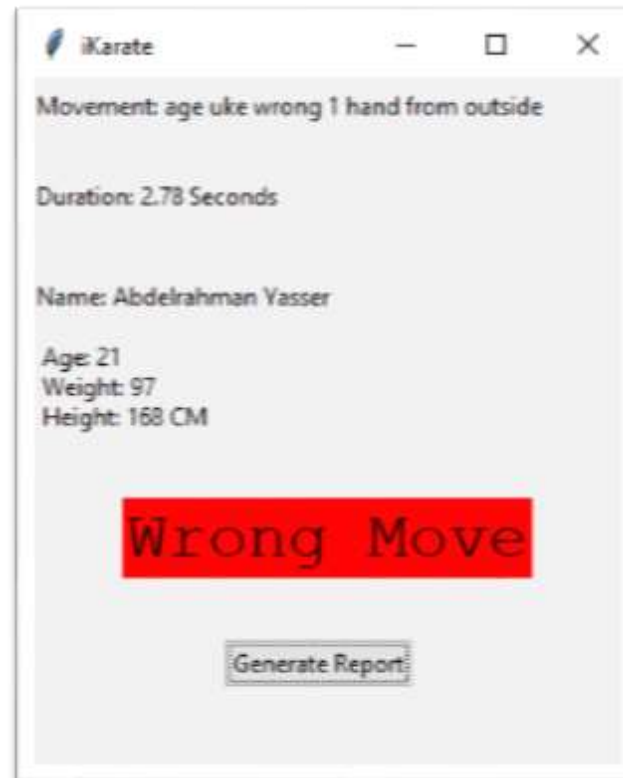 iKarate
Movement: age uke wrong 1 hand from outside
Duration: 2.78 Seconds
Name: Abdelrahman Yasser
Age: 21
Weight: 97
Height: 168 CM
Wrong Move
Generate Report